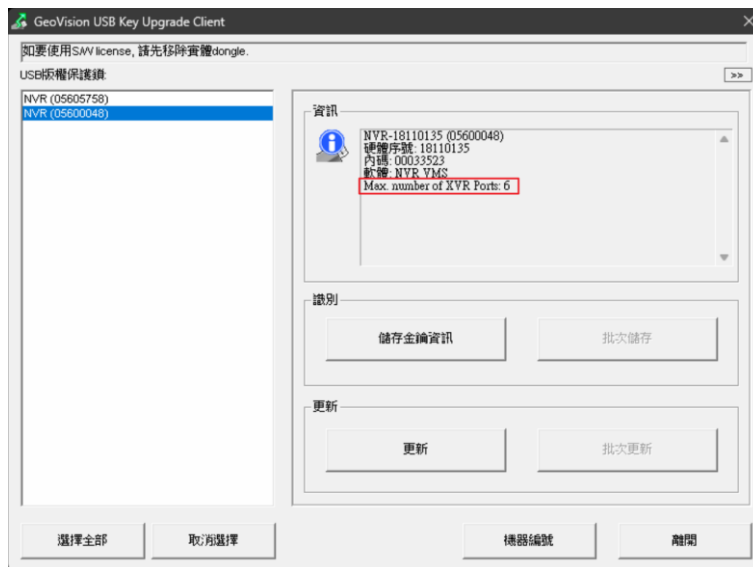 GeoVision USB Key Upgrade Client
如要使用S/W license, 請先移除實體dongle.
USB版權保護鎖:
>>
NVR (05605758)
NVR (05600048)
資訊
NVR-18110135 (05600048)
硬體序號: 18110135
內碼: 00033523
軟體: NVR VMS
Max. number of XVR Ports: 6
識別
儲存金鑰資訊
批次儲存
更新
更新
批次更新
選擇全部
取消選擇
機器編號
離開